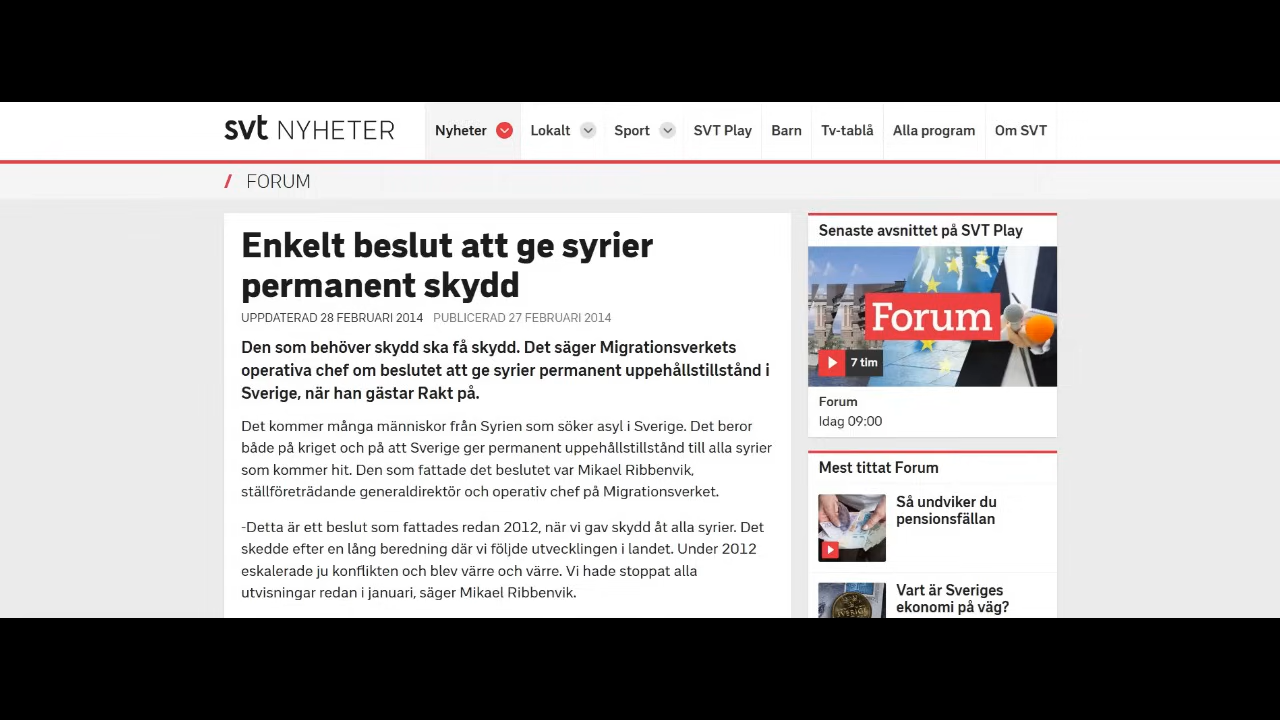 svt NYHETER
Nyheter Lokalt Sport SVT Play Barn Tv-tablå Alla program Om SVT
/ FORUM
Enkelt beslut att ge syrier
permanent skydd
UPPDATERAD 28 FEBRUARI 2014 PUBLICERAD 27 FEBRUARI 2014
Den som behöver skydd ska få skydd. Det säger Migrationsverkets
operativa chef om beslutet att ge syrier permanent uppehållstillstånd i
Sverige, när han gästar Rakt på.
Det kommer många människor från Syrien som söker asyl i Sverige. Det beror
både på kriget och på att Sverige ger permanent uppehållstillstånd till alla syrier
som kommer hit. Den som fattade det beslutet var Mikael Ribbenvik,
ställföreträdande generaldirektör och operativ chef på Migrationsverket.
-Detta är ett beslut som fattades redan 2012, när vi gav skydd åt alla syrier. Det
skedde efter en lång beredning där vi följde utvecklingen i landet. Under 2012
eskalerade ju konflikten och blev värre och värre. Vi hade stoppat alla
utvisningar redan i januari, säger Mikael Ribbenvik.
Senaste avsnittet på SVT Play
Forum
7 tim
Forum
Idag 09:00
Mest tittat Forum
Så undviker du
pensionsfällan
Vart är Sveriges
ekonomi på väg?